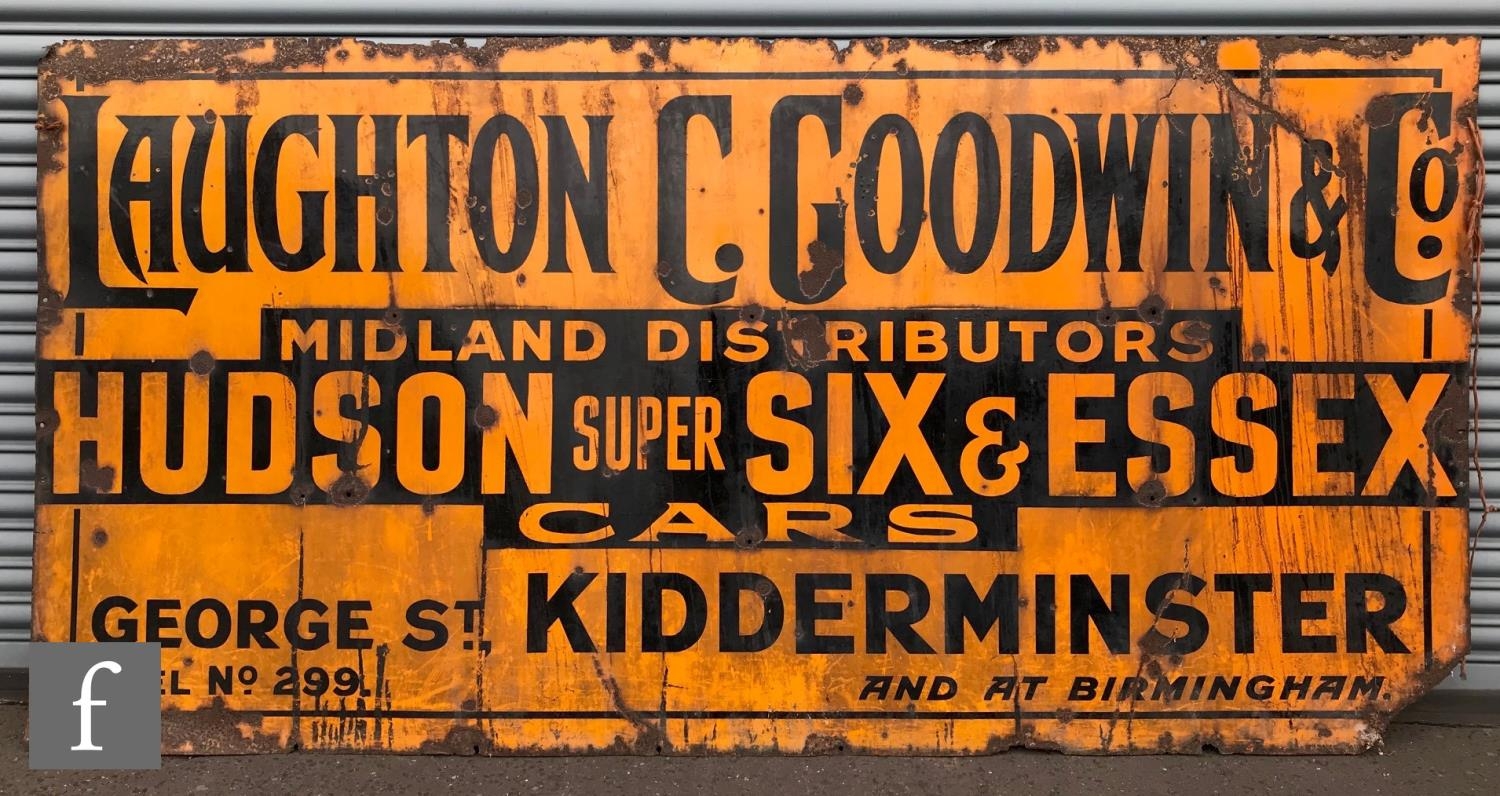 LAUGHTON C. GOODWIN & Co.
MIDLAND DISTRIBUTORS
HUDSON SUPER SIX & ESSEX
CARS
GEORGE ST, KIDDERMINSTER
EL No 299.
AND AT BIRMINGHAM.
f